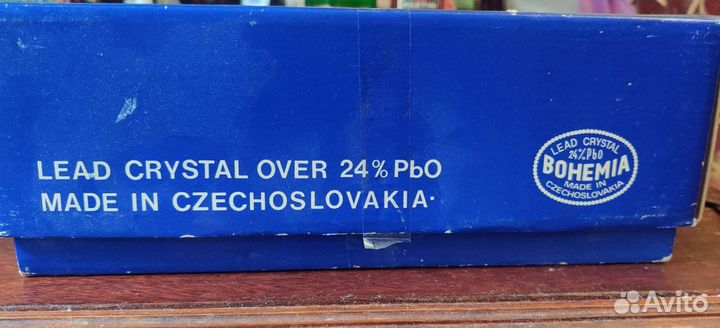 LEAD CRYSTAL OVER 24% PbO
MADE IN CZECHOSLOVAKIA·
LEAD CRYSTAL
24% PbO
BOHEMIA
MADE IN
CZECHOSLOVAKIA
Avito